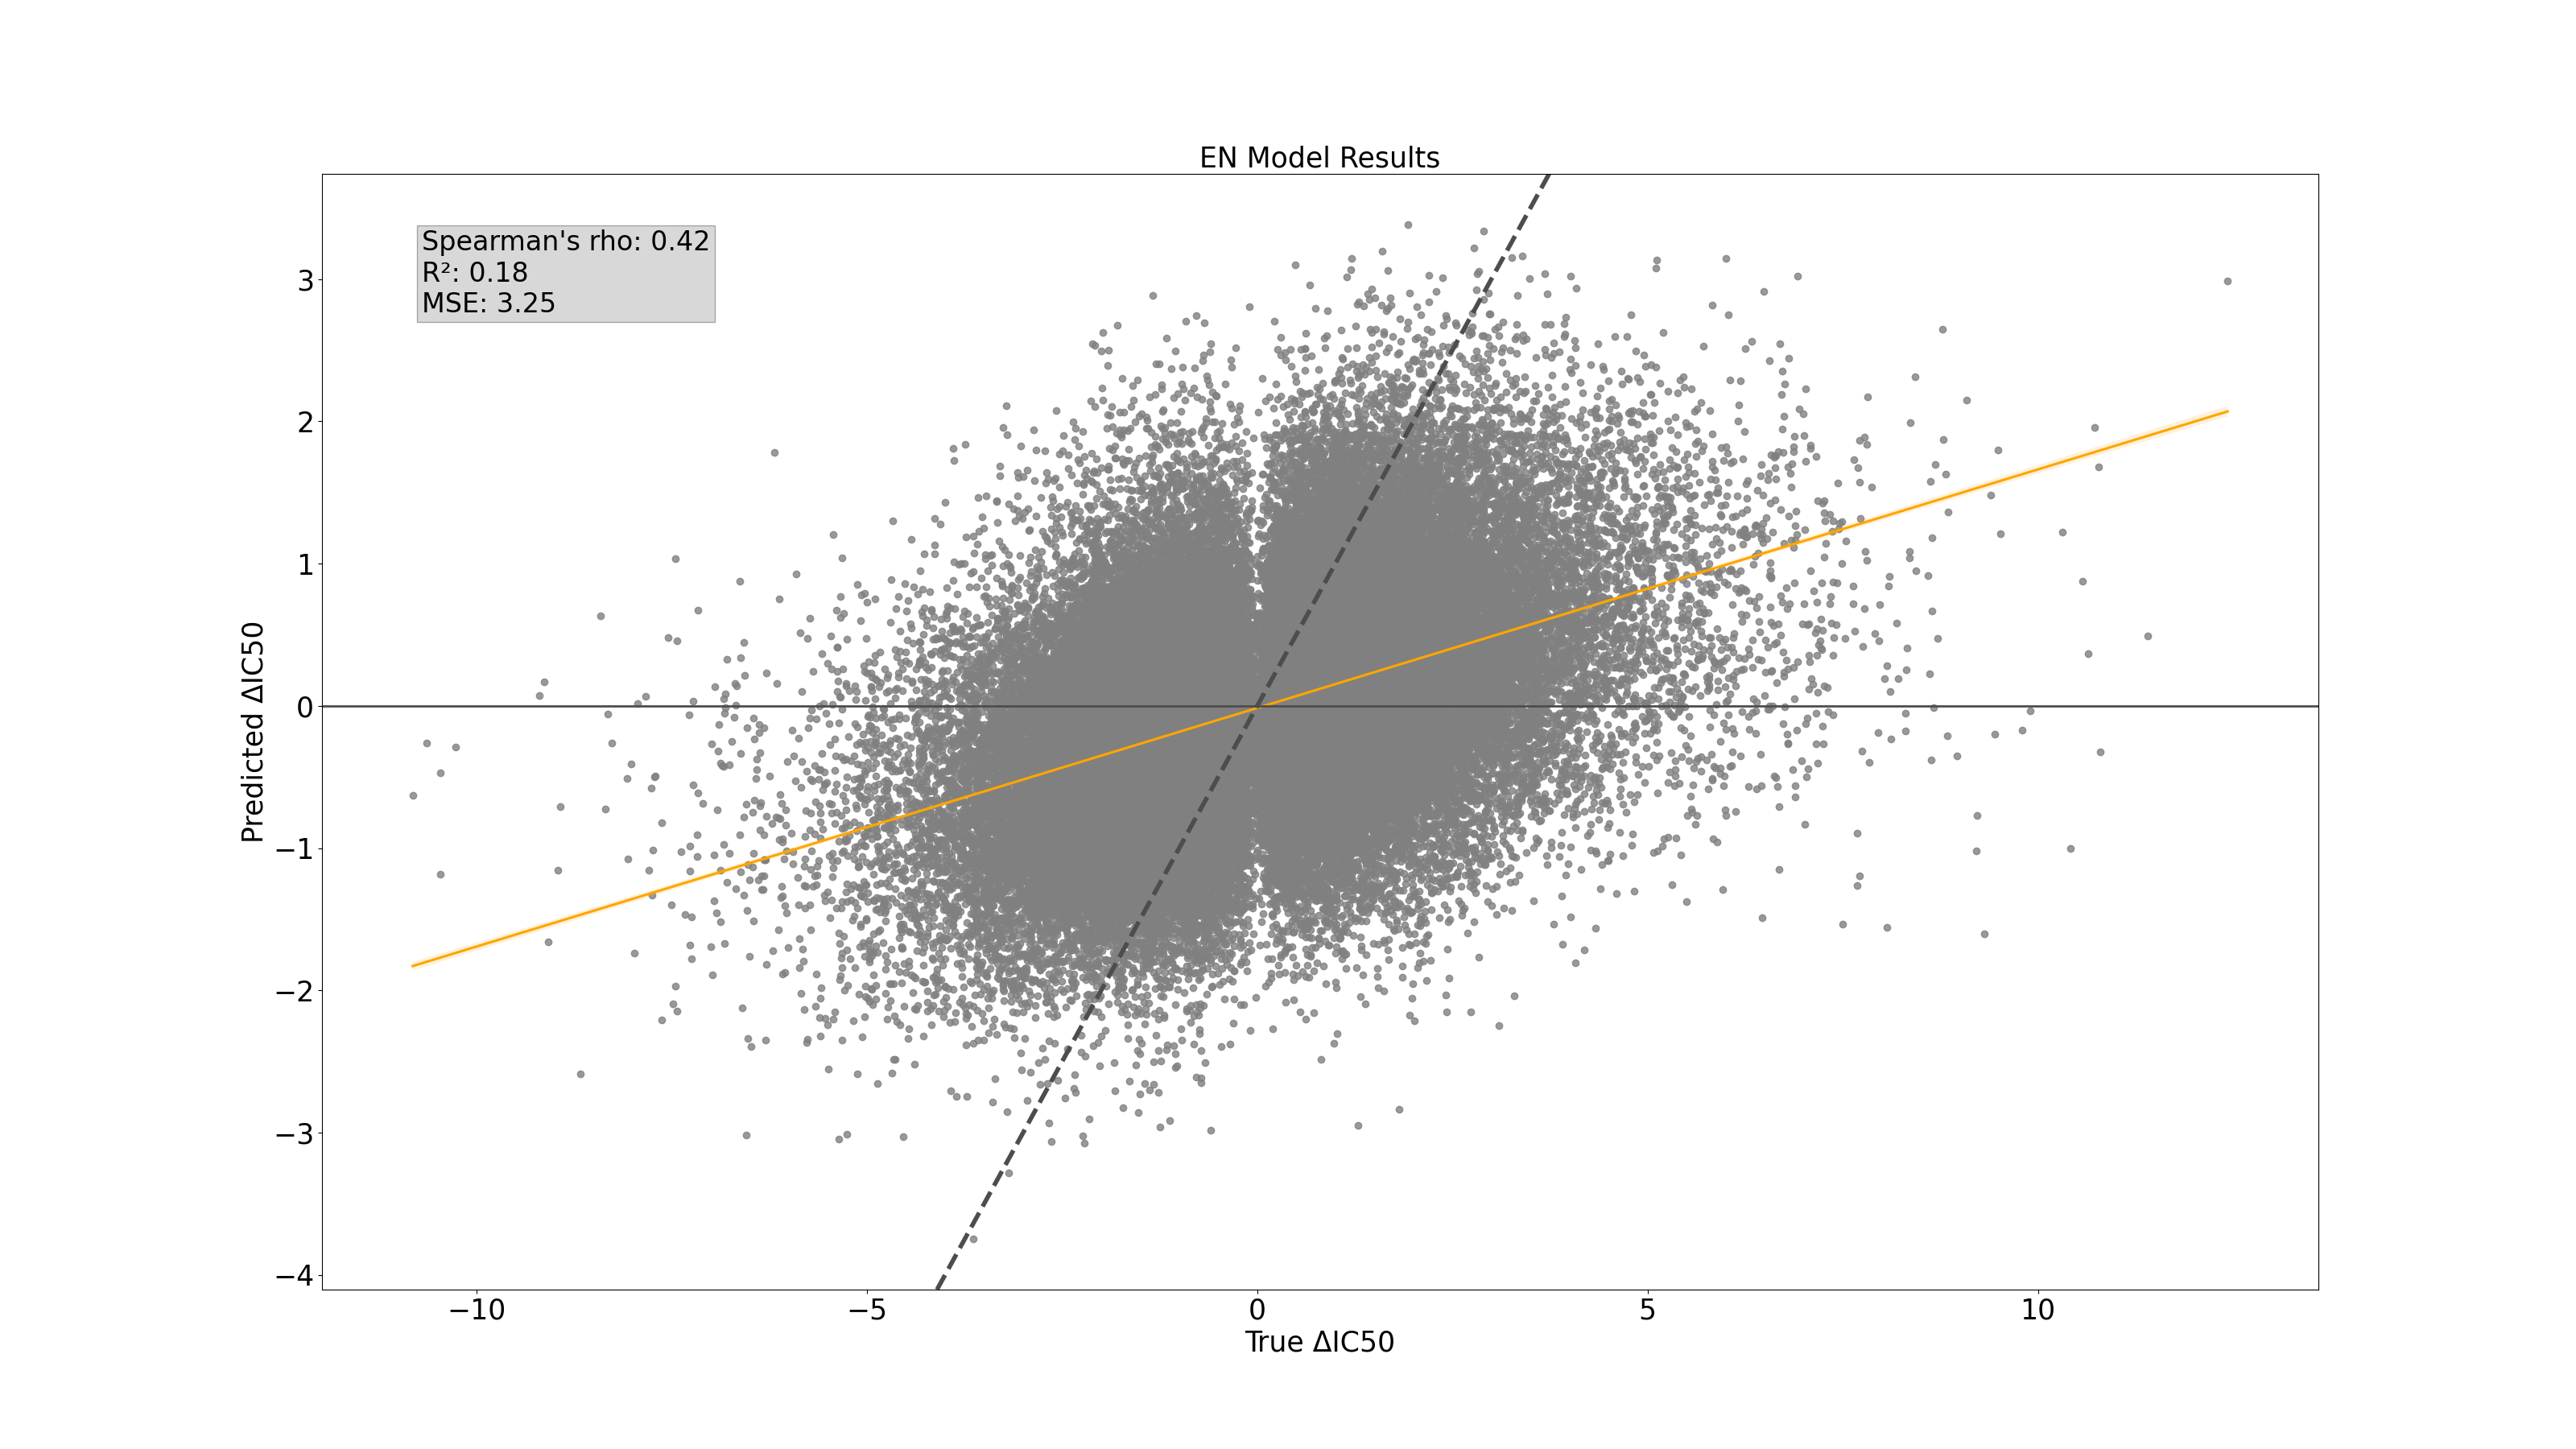 EN Model Results
Spearman's rho: 0.42
R²: 0.18
MSE: 3.25
Predicted ΔIC50
3
2
1
0
−1
−2
−3
−4
−10
−5
0
5
10
True ΔIC50